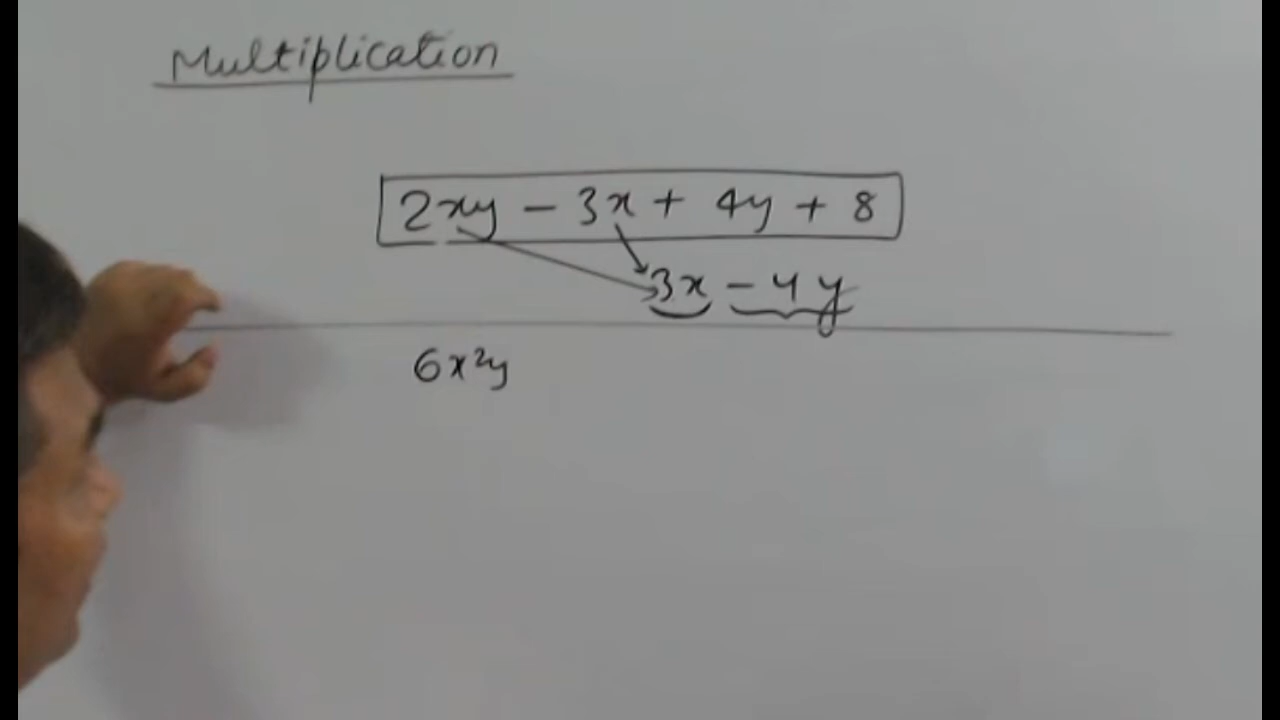 Multiplication
2xy - 3x + 4y + 8
3x - 4y
6x²y